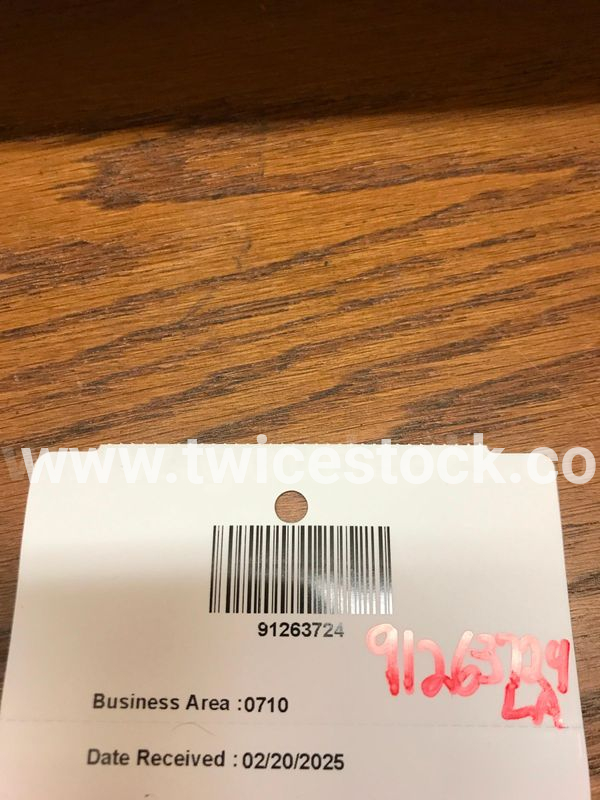 www.twicestock.co
91263724
91263724
LA
Business Area :0710
Date Received : 02/20/2025